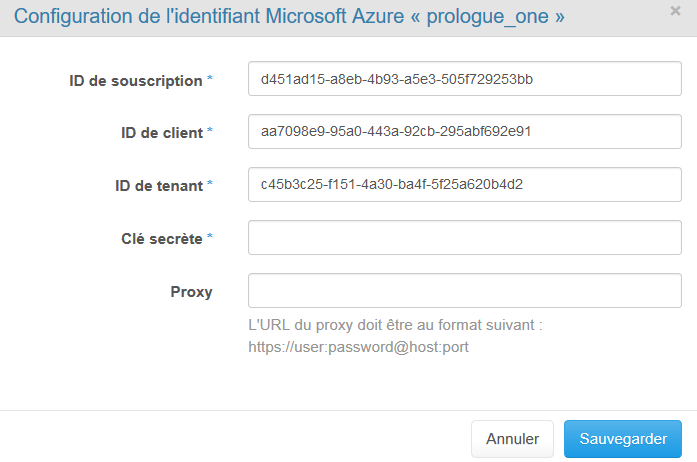 Configuration de l'identifiant Microsoft Azure « prologue_one » ×
ID de souscription * d451ad15-a8eb-4b93-a5e3-505f729253bb
ID de client * aa7098e9-95a0-443a-92cb-295abf692e91
ID de tenant * c45b3c25-f151-4a30-ba4f-5f25a620b4d2
Clé secrète *
Proxy
L'URL du proxy doit être au format suivant :
https://user:password@host:port
Annuler Sauvegarder